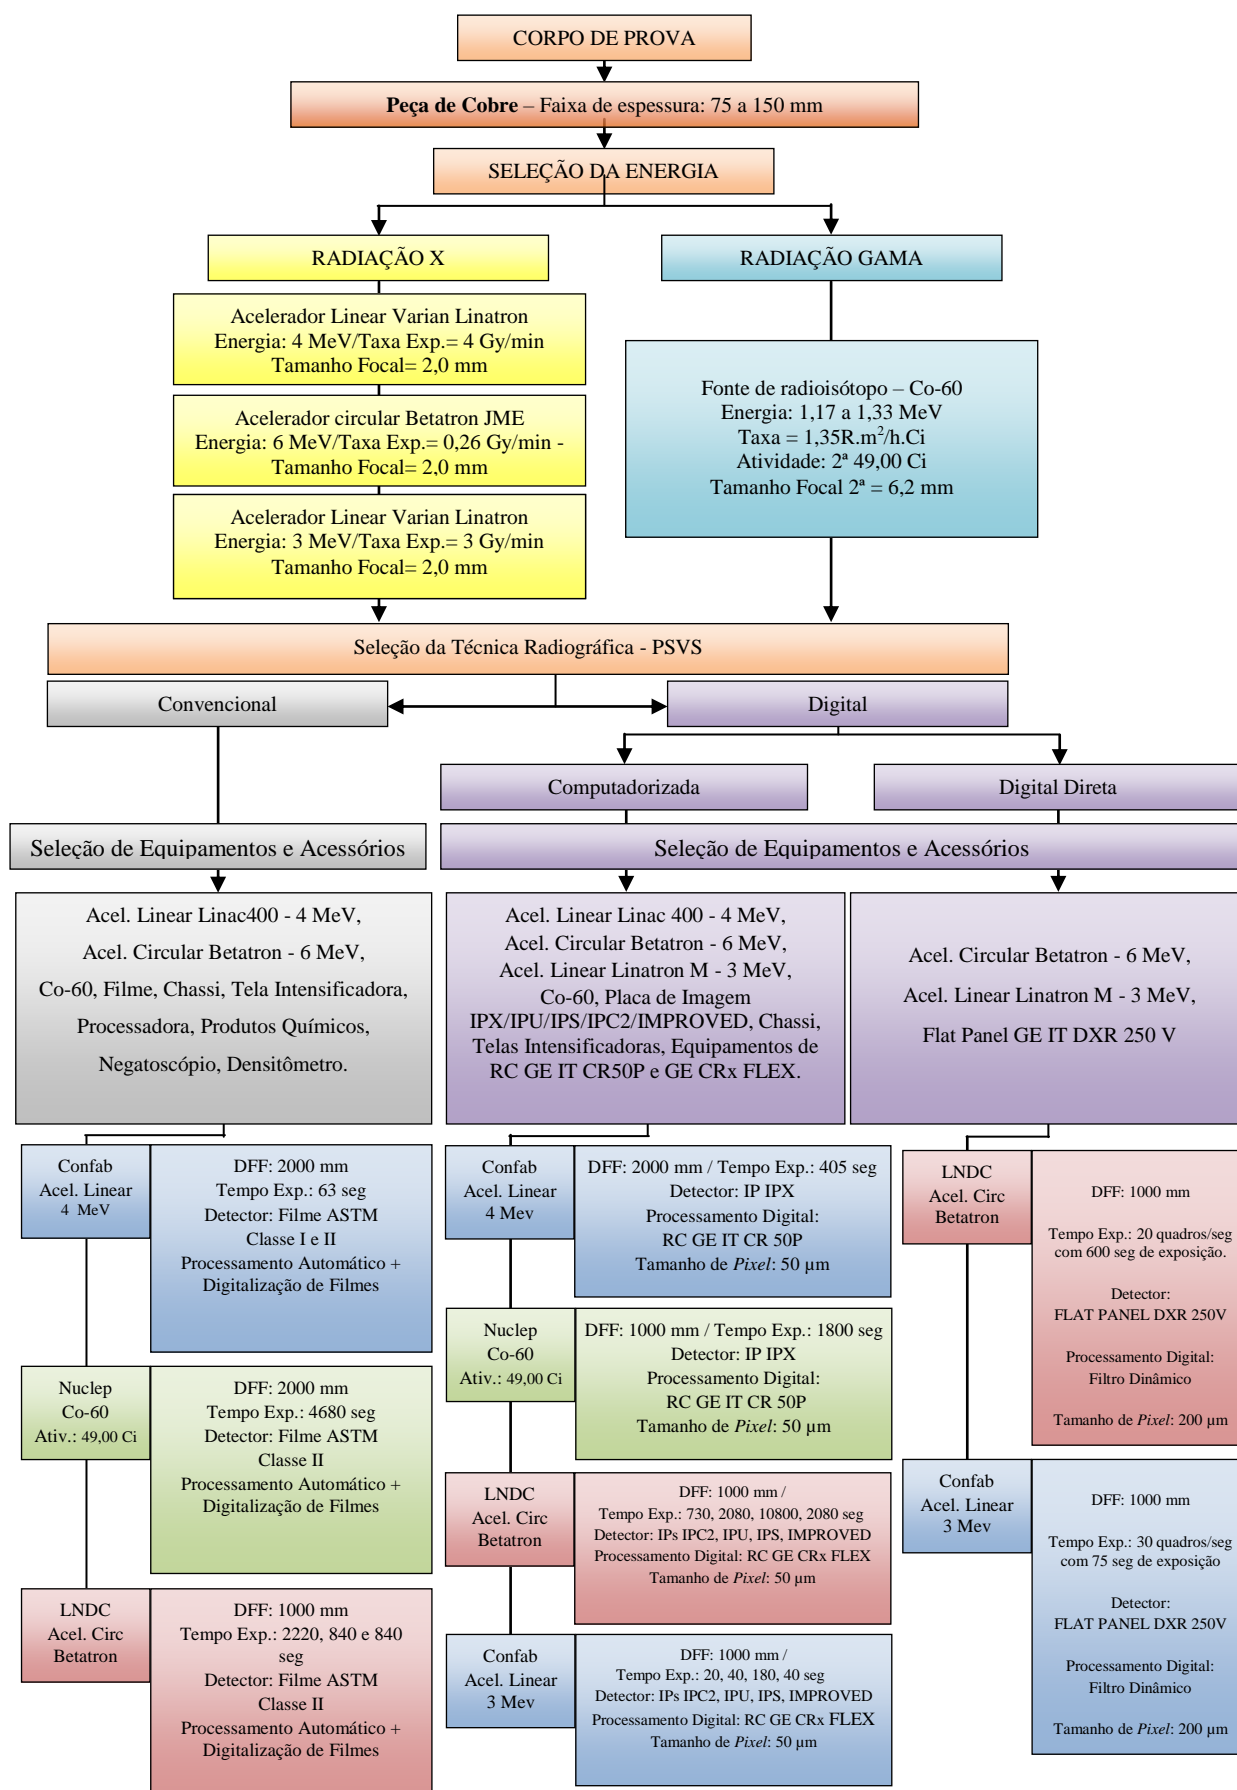 CORPO DE PROVA
Peça de Cobre – Faixa de espessura: 75 a 150 mm
SELEÇÃO DA ENERGIA
RADIAÇÃO X
RADIAÇÃO GAMA
Acelerador Linear Varian Linatron
Energia: 4 MeV/Taxa Exp.= 4 Gy/min
Tamanho Focal= 2,0 mm
Acelerador circular Betatron JME
Energia: 6 MeV/Taxa Exp.= 0,26 Gy/min -
Tamanho Focal= 2,0 mm
Acelerador Linear Varian Linatron
Energia: 3 MeV/Taxa Exp.= 3 Gy/min
Tamanho Focal= 2,0 mm
Fonte de radioisótopo – Co-60
Energia: 1,17 a 1,33 MeV
Taxa = 1,35R.m²/h.Ci
Atividade: 2ª 49,00 Ci
Tamanho Focal 2ª = 6,2 mm
Seleção da Técnica Radiográfica - PSVS
Convencional
Digital
Computadorizada
Digital Direta
Seleção de Equipamentos e Acessórios
Seleção de Equipamentos e Acessórios
Acel. Linear Linac400 - 4 MeV,
Acel. Circular Betatron - 6 MeV,
Co-60, Filme, Chassi, Tela Intensificadora,
Processadora, Produtos Químicos,
Negatoscópio, Densitômetro.
Acel. Linear Linac 400 - 4 MeV,
Acel. Circular Betatron - 6 MeV,
Acel. Linear Linatron M - 3 MeV,
Co-60, Placa de Imagem
IPX/IPU/IPS/IPC2/IMPROVED, Chassi,
Telas Intensificadoras, Equipamentos de
RC GE IT CR50P e GE CRx FLEX.
Acel. Circular Betatron - 6 MeV,
Acel. Linear Linatron M - 3 MeV,
Flat Panel GE IT DXR 250 V
Confab
Acel. Linear
4 MeV
DFF: 2000 mm
Tempo Exp.: 63 seg
Detector: Filme ASTM
Classe I e II
Processamento Automático +
Digitalização de Filmes
Nuclep
Co-60
Ativ.: 49,00 Ci
DFF: 2000 mm
Tempo Exp.: 4680 seg
Detector: Filme ASTM
Classe II
Processamento Automático +
Digitalização de Filmes
LNDC
Acel. Circ
Betatron
DFF: 1000 mm
Tempo Exp.: 2220, 840 e 840
seg
Detector: Filme ASTM
Classe II
Processamento Automático +
Digitalização de Filmes
Confab
Acel. Linear
4 Mev
DFF: 2000 mm / Tempo Exp.: 405 seg
Detector: IP IPX
Processamento Digital:
RC GE IT CR 50P
Tamanho de Pixel: 50 µm
Nuclep
Co-60
Ativ.: 49,00 Ci
DFF: 1000 mm / Tempo Exp.: 1800 seg
Detector: IP IPX
Processamento Digital:
RC GE IT CR 50P
Tamanho de Pixel: 50 µm
LNDC
Acel. Circ
Betatron
DFF: 1000 mm /
Tempo Exp.: 730, 2080, 10800, 2080 seg
Detector: IPs IPC2, IPU, IPS, IMPROVED
Processamento Digital: RC GE CRx FLEX
Tamanho de Pixel: 50 µm
Confab
Acel. Linear
3 Mev
DFF: 1000 mm /
Tempo Exp.: 20, 40, 180, 40 seg
Detector: IPs IPC2, IPU, IPS, IMPROVED
Processamento Digital: RC GE CRx FLEX
Tamanho de Pixel: 50 µm
LNDC
Acel. Circ
Betatron
DFF: 1000 mm
Tempo Exp.: 20 quadros/seg
com 600 seg de exposição.
Detector:
FLAT PANEL DXR 250V
Processamento Digital:
Filtro Dinâmico
Tamanho de Pixel: 200 µm
Confab
Acel. Linear
3 Mev
DFF: 1000 mm
Tempo Exp.: 30 quadros/seg
com 75 seg de exposição
Detector:
FLAT PANEL DXR 250V
Processamento Digital:
Filtro Dinâmico
Tamanho de Pixel: 200 µm